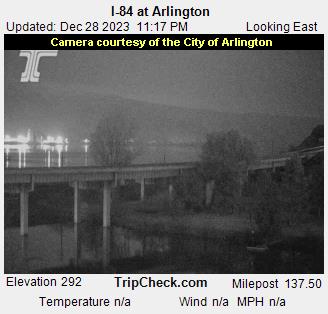 I-84 at Arlington
Updated: Dec 28 2023 11:17 PM Looking East
Camera courtesy of the City of Arlington
Elevation 292 TripCheck.com Milepost 137.50
Temperature n/a Wind n/a MPH n/a